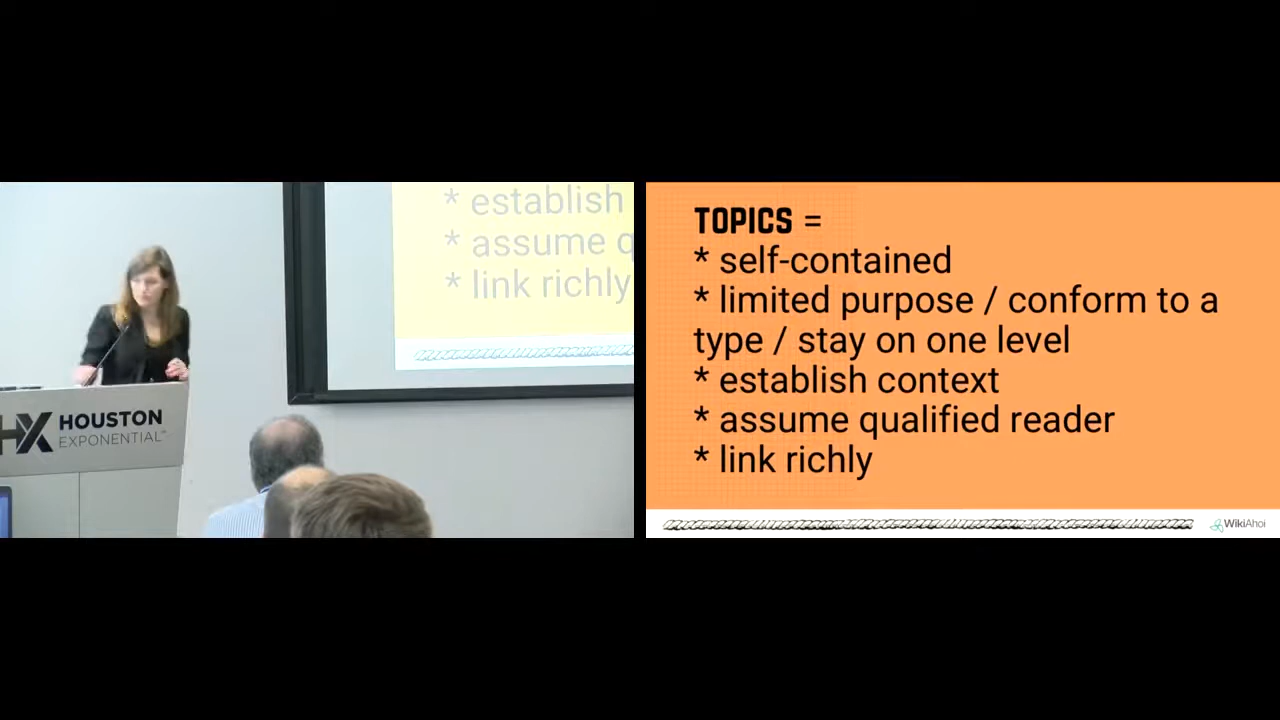 * establish
* assume q
* link richly
HX HOUSTON
EXPONENTIAL
TOPICS =
* self-contained
* limited purpose / conform to a
type / stay on one level
* establish context
* assume qualified reader
* link richly
WikiAhoi